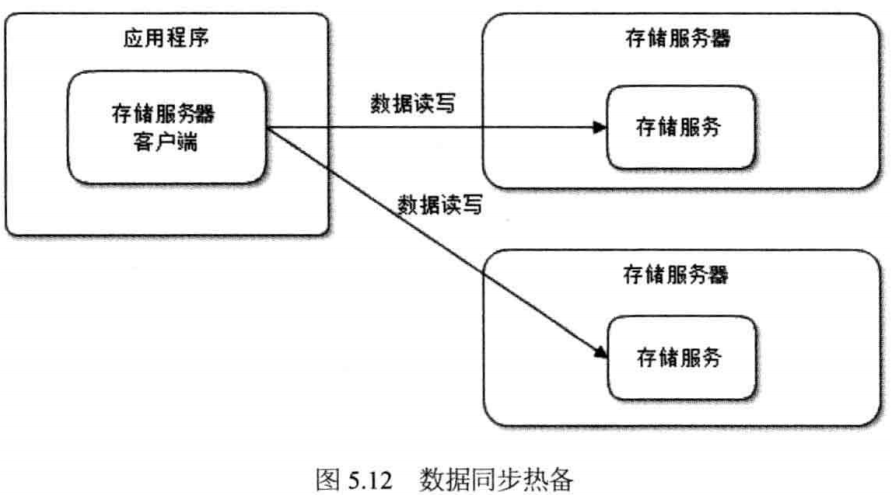 应用程序
存储服务器
客户端
数据读写
存储服务器
存储服务
数据读写
存储服务器
存储服务
图 5.12 数据同步热备